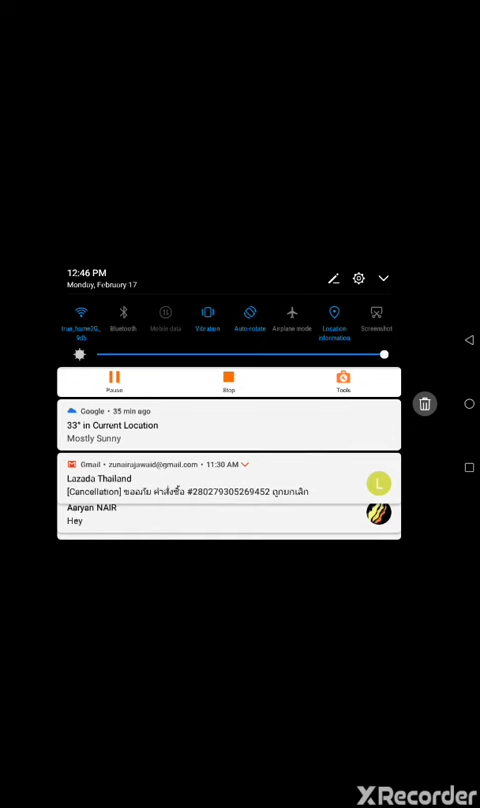 12:46 PM
Monday, February 17
Bluetooth
Mobile data
Vibration
Auto-rotate
Airplane mode
Location information
Screenshot
Pause
Stop
Tools
Google • 35 min ago
33° in Current Location
Mostly Sunny
Gmail • zunairajawaid@gmail.com • 11:30 AM
Lazada Thailand
[Cancellation] ขออภัย คำสั่งซื้อ #280279305269452 ถูกยกเลิก
L
Aaryan NAIR
Hey
XRecorder